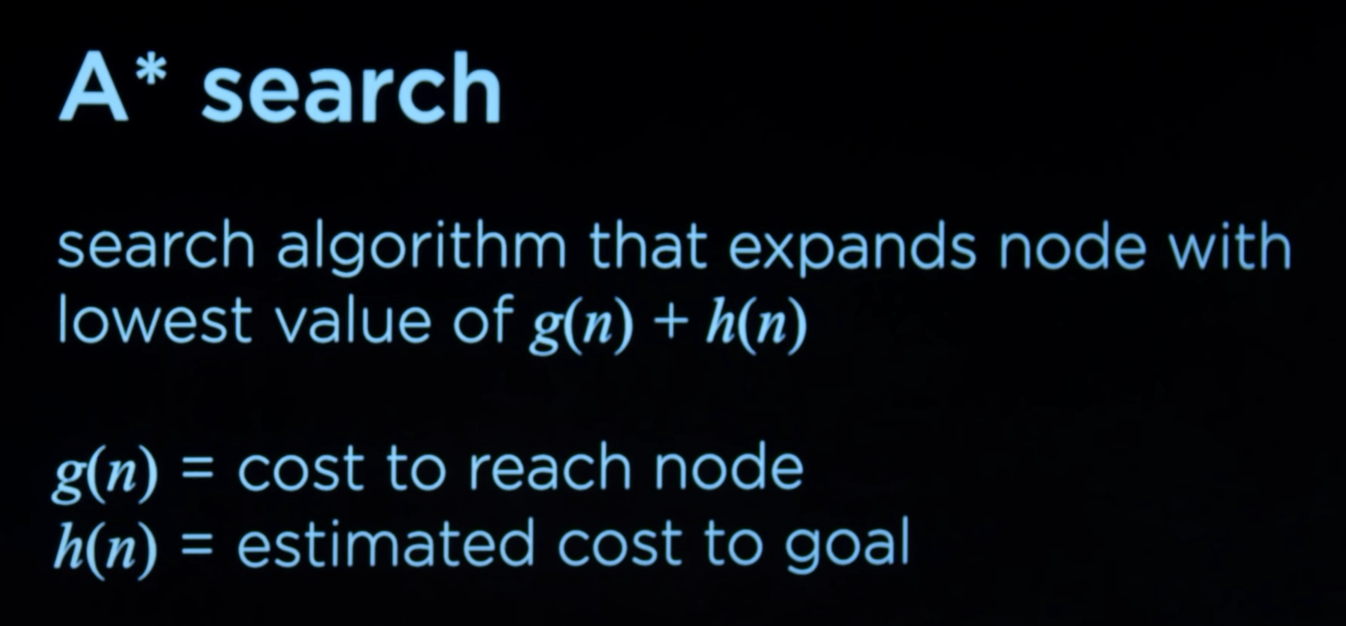 A* search
search algorithm that expands node with
lowest value of g(n) + h(n)
g(n) = cost to reach node
h(n) = estimated cost to goal